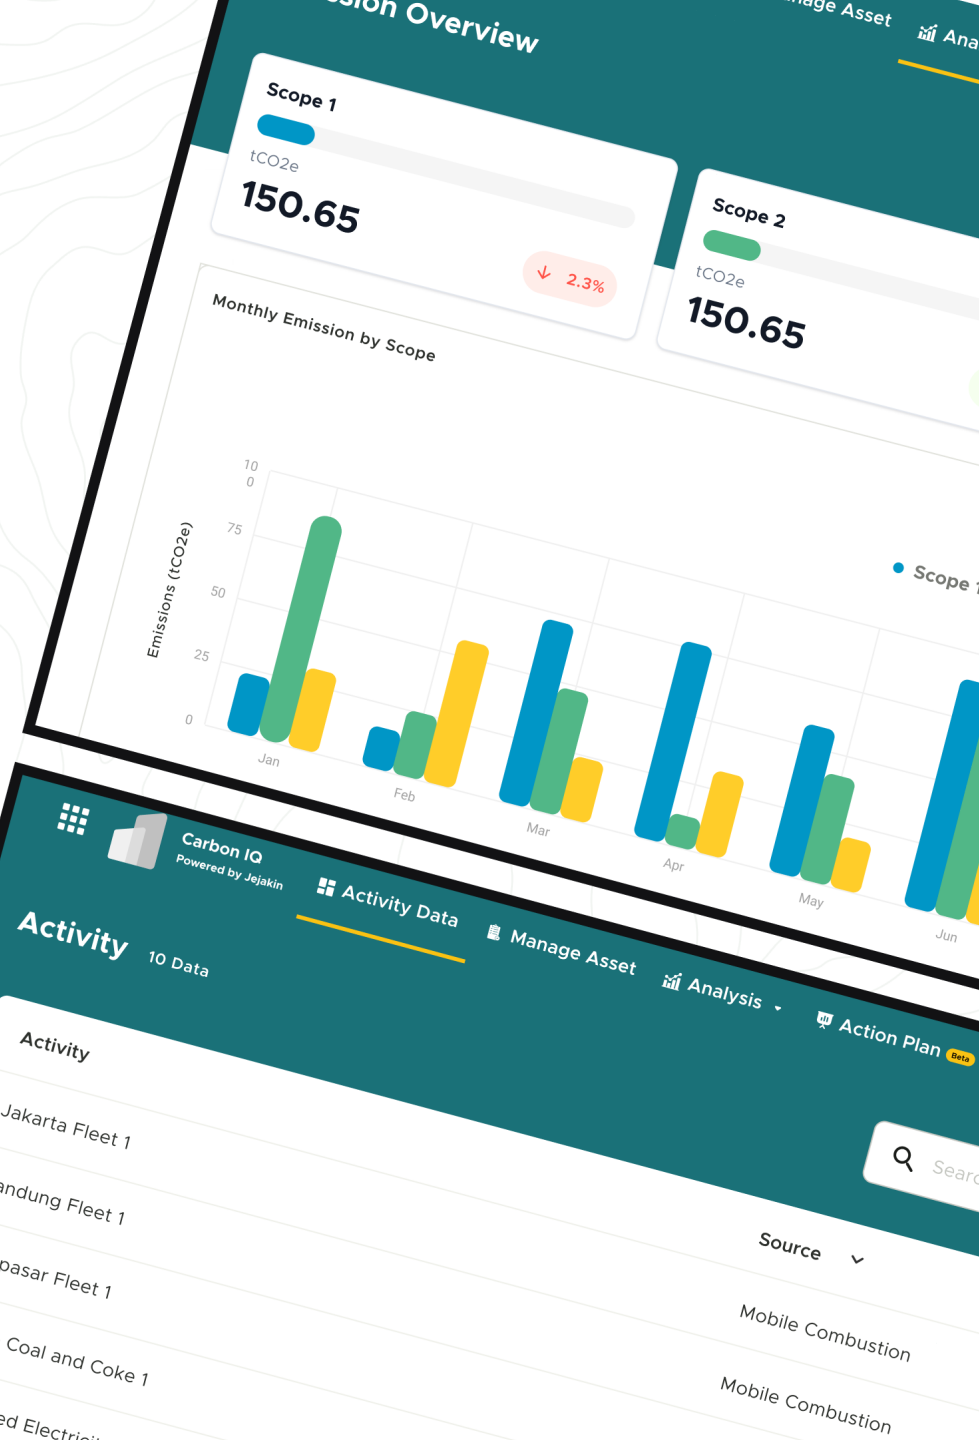 Overview
Asset
Scope 1
tCO2e
150.65
2.3%
Scope 2
tCO2e
150.65
Monthly Emission by Scope
10
0
75
50
25
0
Emissions (tCO2e)
Scope
Jan
Feb
Mar
Apr
May
Jun
Carbon IQ
Powered by Jejakin
Activity Data
Manage Asset
Analysis
Action Plan
Beta
Activity
10 Data
Activity
Source
Jakarta Fleet 1
Mobile Combustion
Fleet 1
Mobile Combustion
Fleet 1
Coal and Coke 1